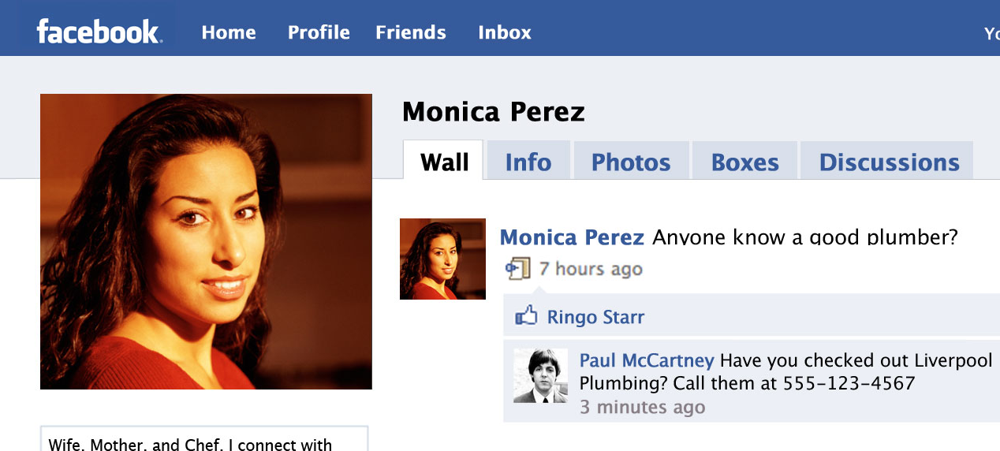 facebook. Home Profile Friends Inbox
Monica Perez
Wall Info Photos Boxes Discussions
Monica Perez Anyone know a good plumber?
7 hours ago
Ringo Starr
Paul McCartney Have you checked out Liverpool
Plumbing? Call them at 555-123-4567
3 minutes ago
Wife, Mother, and Chef. I connect with